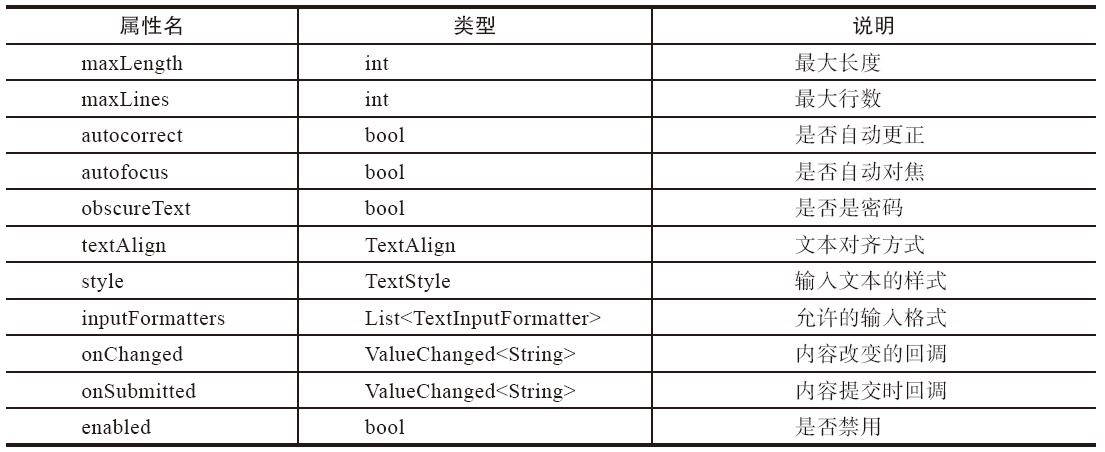 属性名 类型 说明
maxLength int 最大长度
maxLines int 最大行数
autocorrect bool 是否自动更正
autofocus bool 是否自动对焦
obscureText bool 是否是密码
textAlign TextAlign 文本对齐方式
style TextStyle 输入文本的样式
inputFormatters List<TextInputFormatter> 允许的输入格式
onChanged ValueChanged<String> 内容改变的回调
onSubmitted ValueChanged<String> 内容提交时回调
enabled bool 是否禁用